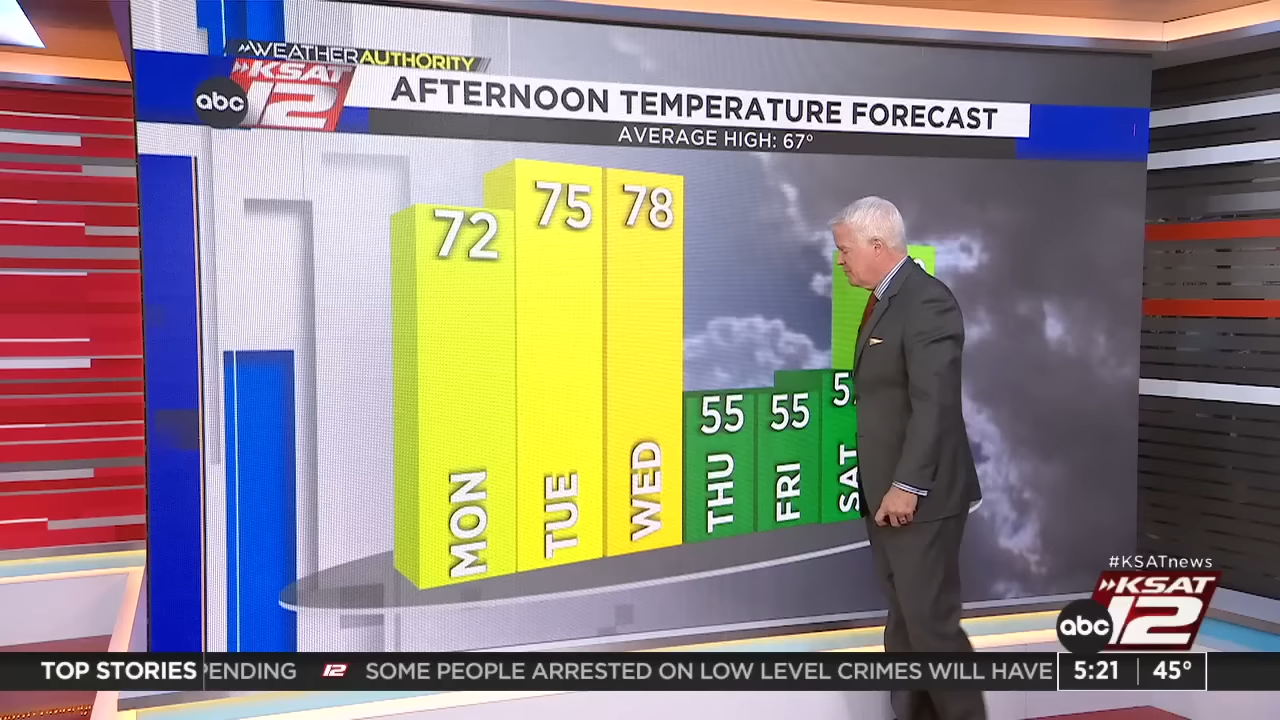 WEATHERAUTHORITY
KSAT
abc 12
AFTERNOON TEMPERATURE FORECAST
AVERAGE HIGH: 67°
72
75
78
55
55
MON
TUE
WED
THU
FRI
SAT
#KSATnews
KSAT
abc 12
TOP STORIES
PENDING 12 SOME PEOPLE ARRESTED ON LOW LEVEL CRIMES WILL HAVE
5:21 45°